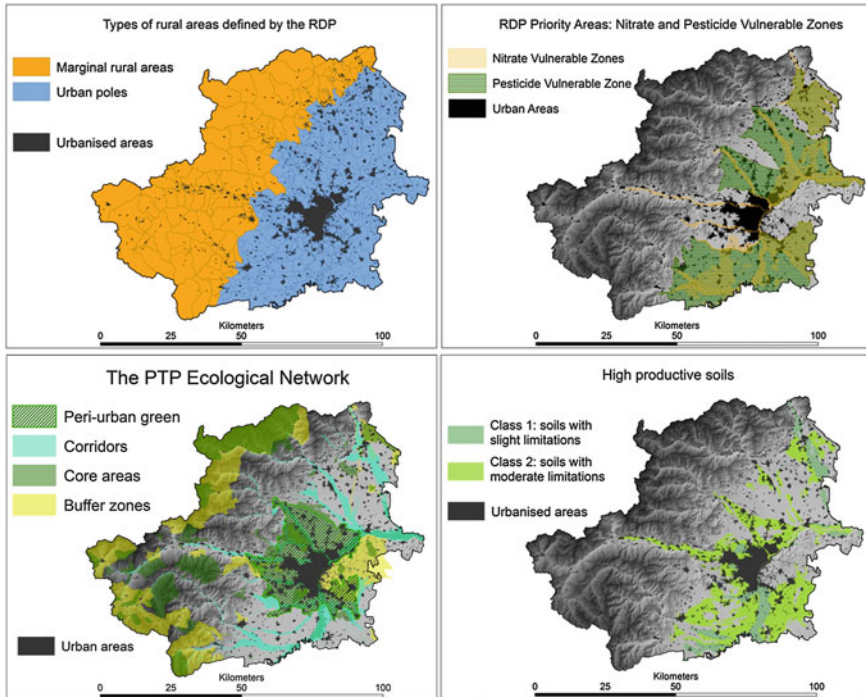 Types of rural areas defined by the RDP
Marginal rural areas
Urban poles
Urbanised areas
Kilometers
0 25 50 100
RDP Priority Areas: Nitrate and Pesticide Vulnerable Zones
Nitrate Vulnerable Zones
Pesticide Vulnerable Zone
Urban Areas
Kilometers
0 25 50 100
The PTP Ecological Network
Peri-urban green
Corridors
Core areas
Buffer zones
Urban areas
Kilometers
0 25 50 100
High productive soils
Class 1: soils with
slight limitations
Class 2: soils with
moderate limitations
Urbanised areas
Kilometers
0 25 50 100